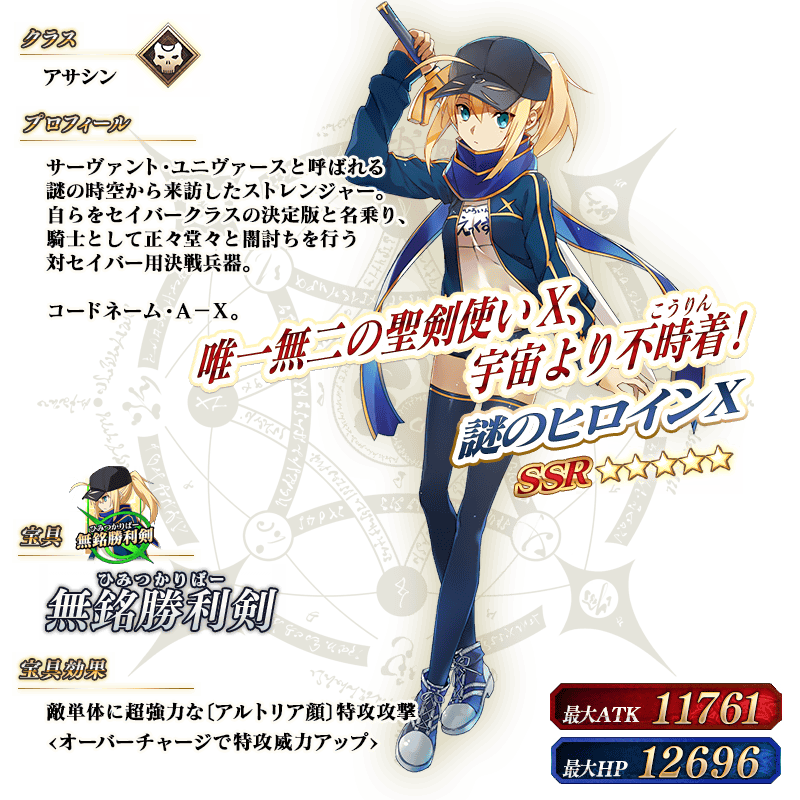 クラス
アサシン
プロフィール
サーヴァント・ユニヴァースと呼ばれる
謎の時空から来訪したストレンジャー。
自らをセイバークラスの決定版と名乗り、
騎士として正々堂々と闇討ちを行う
対セイバー用決戦兵器。
コードネーム・A－X。
ひろいん
えっくす
唯一無二の聖剣使いX、
こうりん
宇宙より不時着！
謎のヒロインX
SSR
宝具
ひみつかりばー
無銘勝利剣
ひみつかりばー
無銘勝利剣
宝具効果
敵単体に超強力な〔アルトリア顔〕特攻攻撃
<オーバーチャージで特攻威力アップ>
最大ATK 11761
最大HP 12696